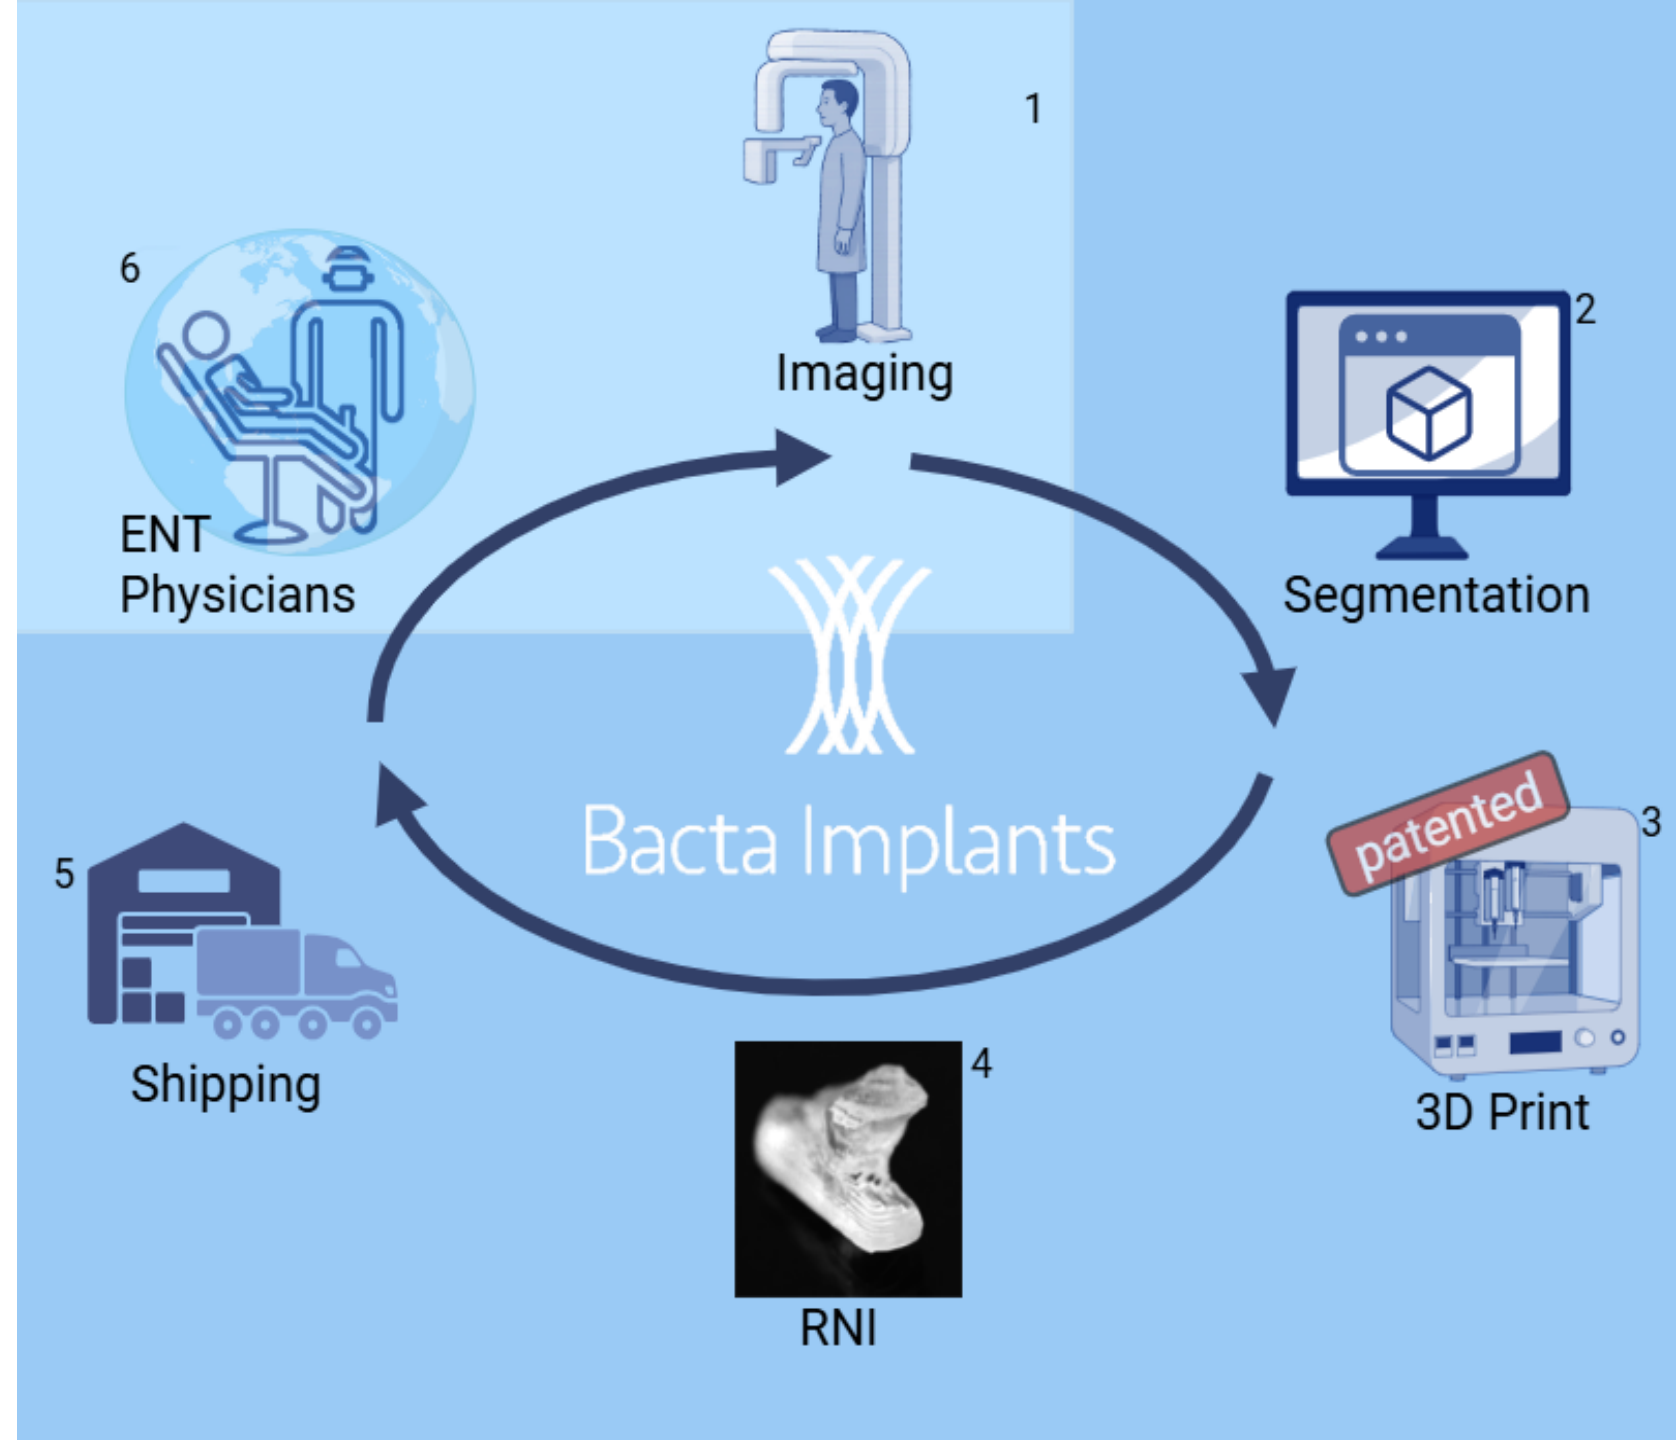 1
Imaging
2
Segmentation
patented
3
3D Print
4
RNI
5
Shipping
6
ENT
Physicians
Bacta Implants